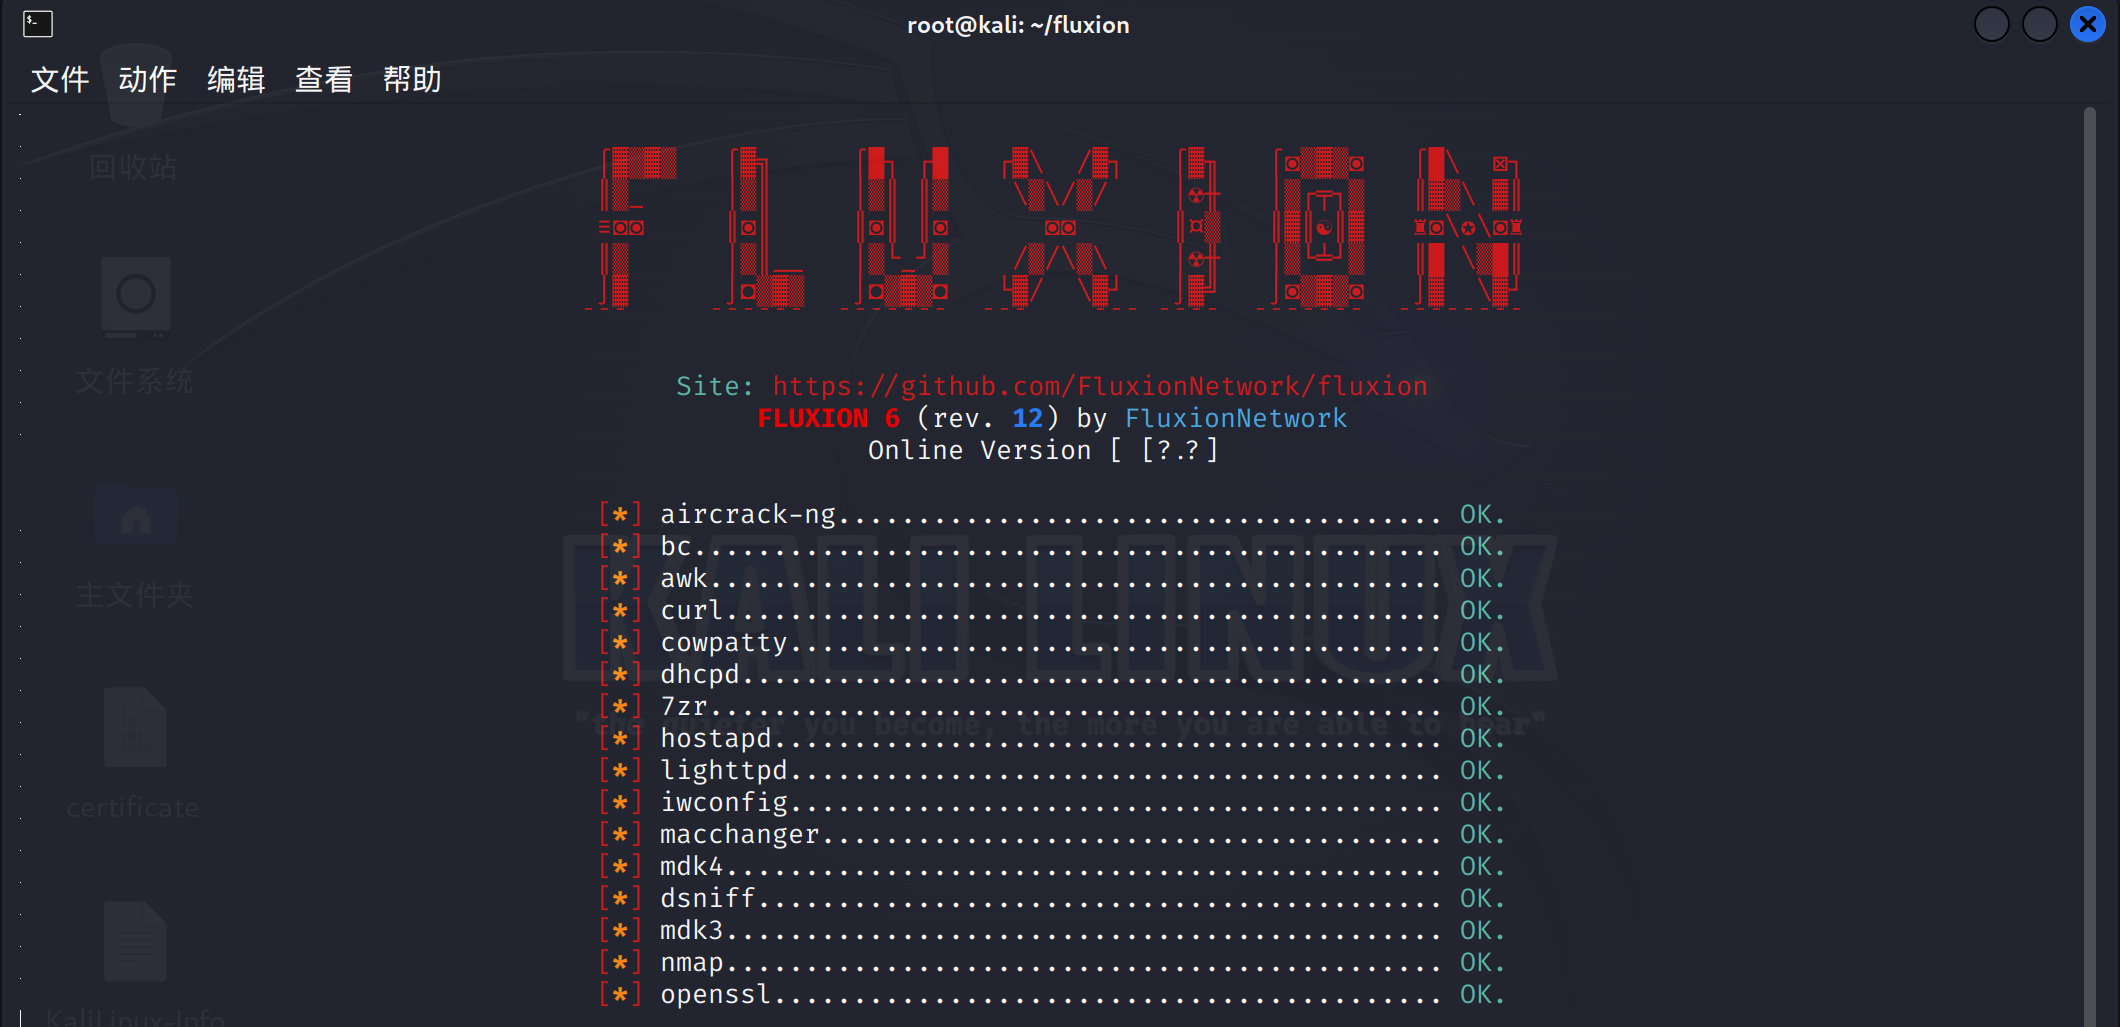 root@kali: ~/fluxion
文件 动作 编辑 查看 帮助
回收站
FLUXION
文件系统
Site: https://github.com/FluxionNetwork/fluxion
FLUXION 6 (rev. 12) by FluxionNetwork
Online Version [ [?.?]
[*] aircrack-ng...................................... OK.
[*] bc............................................... OK.
[*] awk.............................................. OK.
主文件夹
[*] curl............................................. OK.
[*] cowpatty......................................... OK.
KALI LINUX
[*] dhcpd............................................ OK.
[*] 7zr.............................................. OK.
"the quieter you become, the more you are able to hear"
[*] hostapd.......................................... OK.
[*] lighttpd......................................... OK.
[*] iwconfig......................................... OK.
certificate
[*] macchanger....................................... OK.
[*] mdk4............................................. OK.
[*] dsniff........................................... OK.
[*] mdk3............................................. OK.
[*] nmap............................................. OK.
[*] openssl.......................................... OK.
KaliLinux-Info